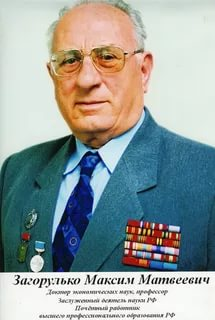 Загорулько Максим Матвеевич
Доктор экономических наук, профессор
Заслуженный деятель науки РФ
Почётный работник
высшего профессионального образования РФ